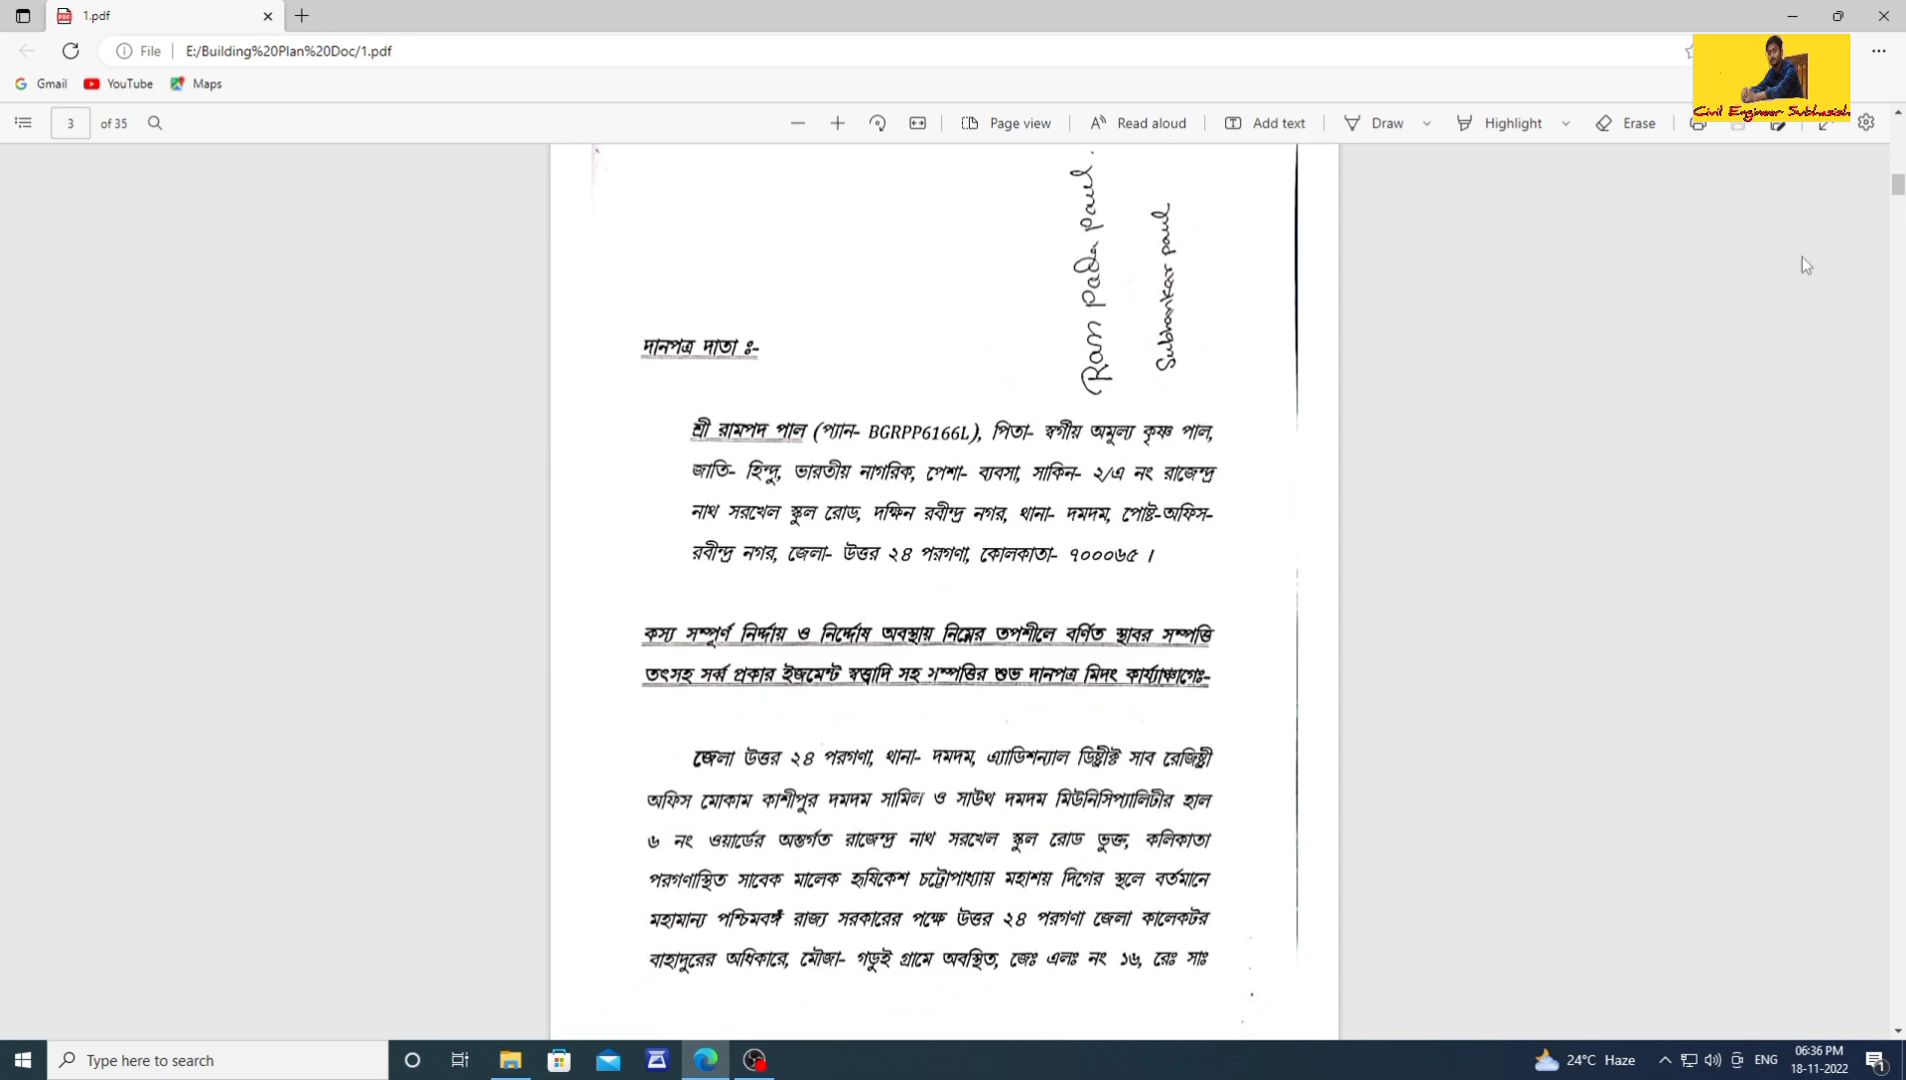 1.pdf
File E:/Building%20Plan%20Doc/1.pdf
Gmail YouTube Maps
3 of 35 Page view Read aloud Add text Draw Highlight Erase
Civil Engineer Subhasish
Ram Pada Paul.
Subhankar Paul
দানপত্র দাতা ঃ-
শ্রী রামপদ পাল (প্যান- BGRPP6166L), পিতা- স্বর্গীয় অমূল্য কৃষ্ণ পাল,
জাতি- হিন্দু, ভারতীয় নাগরিক, পেশা- ব্যবসা, সাকিন- ২/এ নং রাজেন্দ্র
নাথ সরখেল স্কুল রোড, দক্ষিন রবীন্দ্র নগর, থানা- দমদম, পোষ্ট-অফিস-
রবীন্দ্র নগর, জেলা- উত্তর ২৪ পরগণা, কোলকাতা- ৭০০০৬৫ ।
কস্য সম্পূর্ণ নির্দ্দায় ও নির্দ্দোষ অবস্থায় নিম্নের তপশীলে বর্ণিত স্থাবর সম্পত্তি
তৎসহ সর্ব্ব প্রকার ইজমেন্ট স্বত্ত্বাদি সহ সম্পত্তির শুভ দানপত্র মিদং কার্য্যাঞ্চাগেঃ-
জেলা উত্তর ২৪ পরগণা, থানা- দমদম, এ্যাডিশন্যাল ডিষ্ট্রীক্ট সাব রেজিষ্ট্রী
অফিস মোকাম কাশীপুর দমদম সামিল ও সাউথ দমদম মিউনিসিপ্যালিটীর হাল
৬ নং ওয়ার্ডের অন্তর্গত রাজেন্দ্র নাথ সরখেল স্কুল রোড ভুক্ত, কলিকাতা
পরগণাস্থিত সাবেক মালেক হৃষিকেশ চট্টোপাধ্যায় মহাশয় দিগের স্থলে বর্তমানে
মহামান্য পশ্চিমবঙ্গ রাজ্য সরকারের পক্ষে উত্তর ২৪ পরগণা জেলা কালেকটর
বাহাদুরের অধিকারে, মৌজা- গড়ুই গ্রামে অবস্থিত, জেঃ এলঃ নং ১৬, রেঃ সাঃ
Type here to search
24°C Haze ENG 06:36 PM
18-11-2022
1